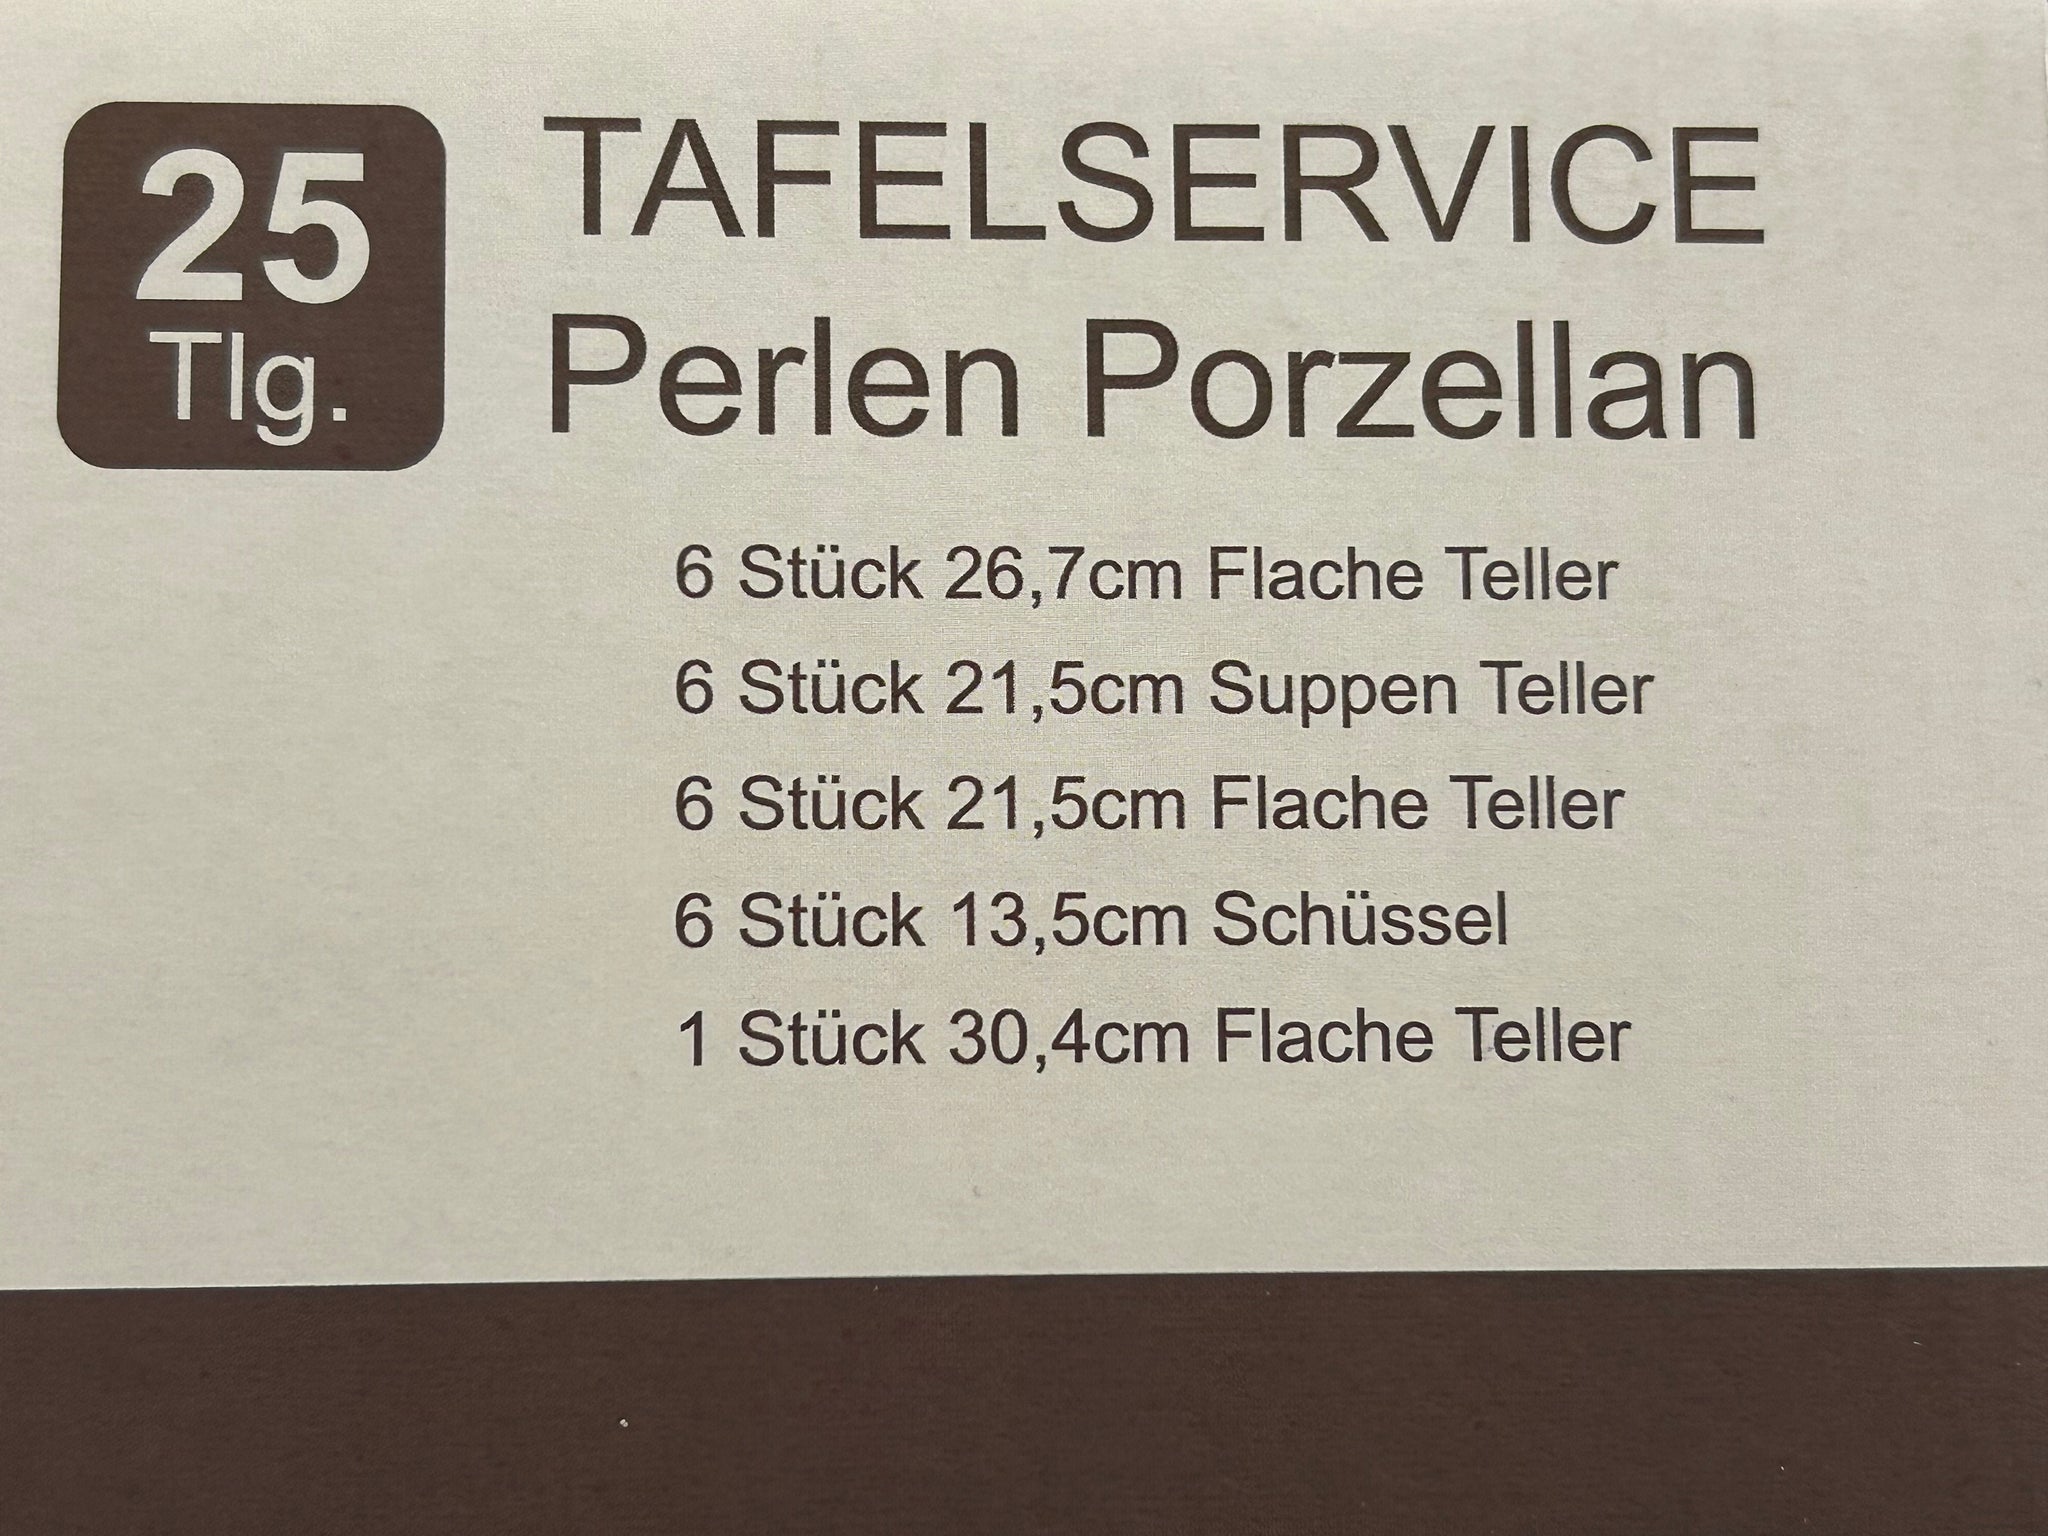 25
Tlg.
TAFELSERVICE
Perlen Porzellan
6 Stück 26,7cm Flache Teller
6 Stück 21,5cm Suppen Teller
6 Stück 21,5cm Flache Teller
6 Stück 13,5cm Schüssel
1 Stück 30,4cm Flache Teller